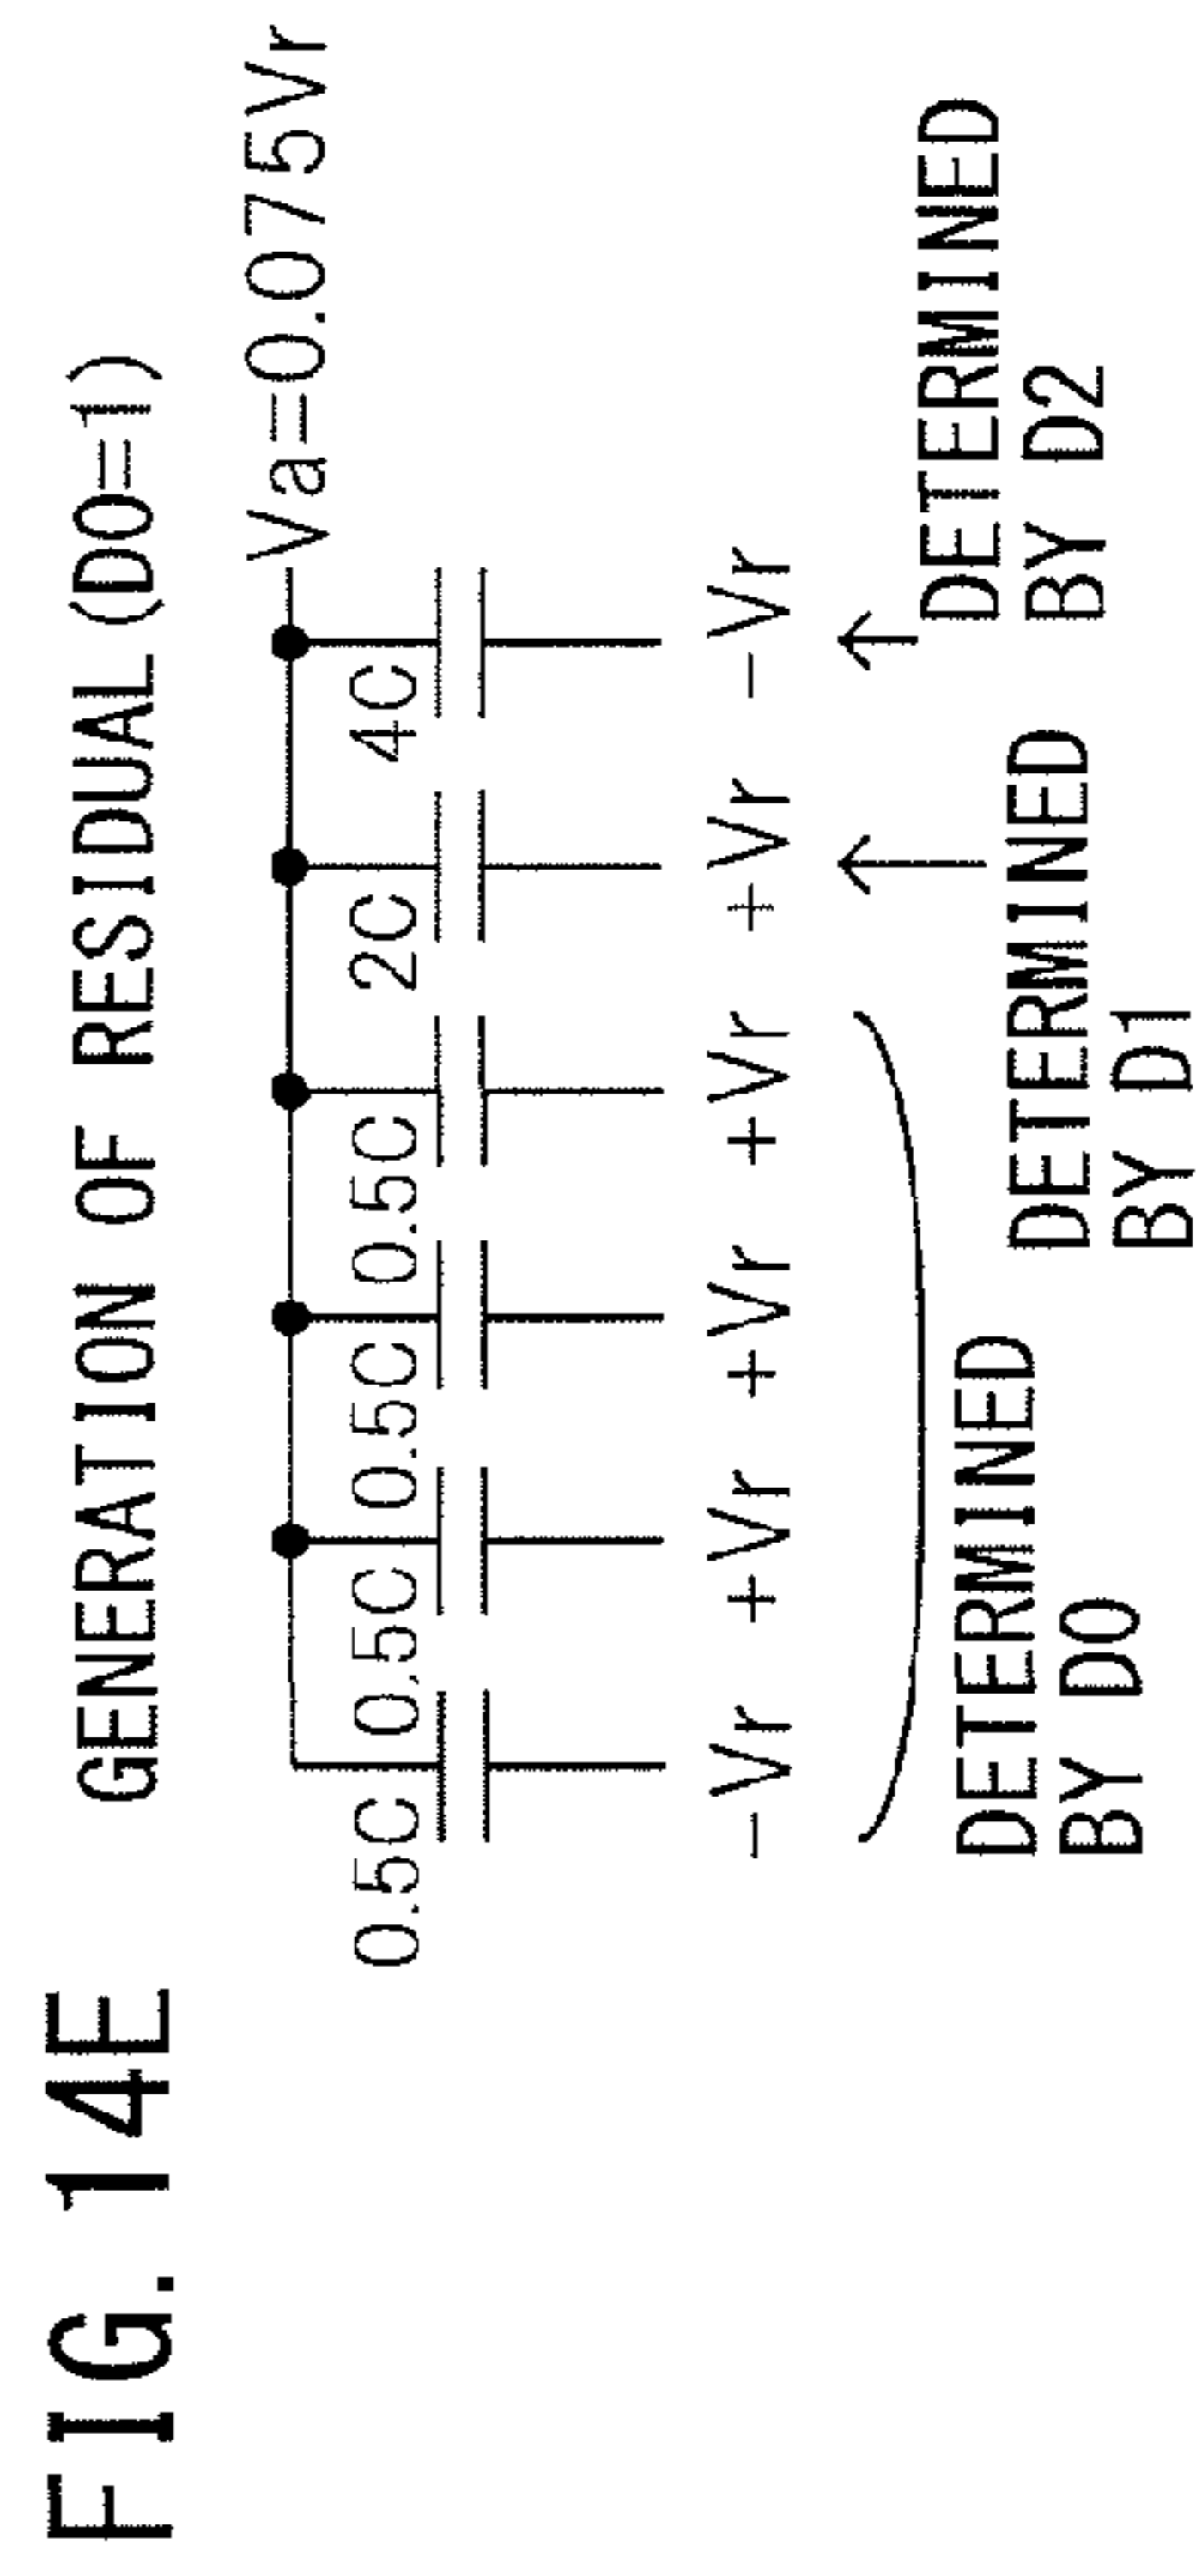 FIG. 14E
GENERATION OF RESIDUAL (D0=1)
Va=0.075Vr
0.5C 0.5C 0.5C 0.5C 2C 4C
-Vr +Vr +Vr +Vr +Vr -Vr
DETERMINED
BY D0
DETERMINED
BY D1
DETERMINED
BY D2